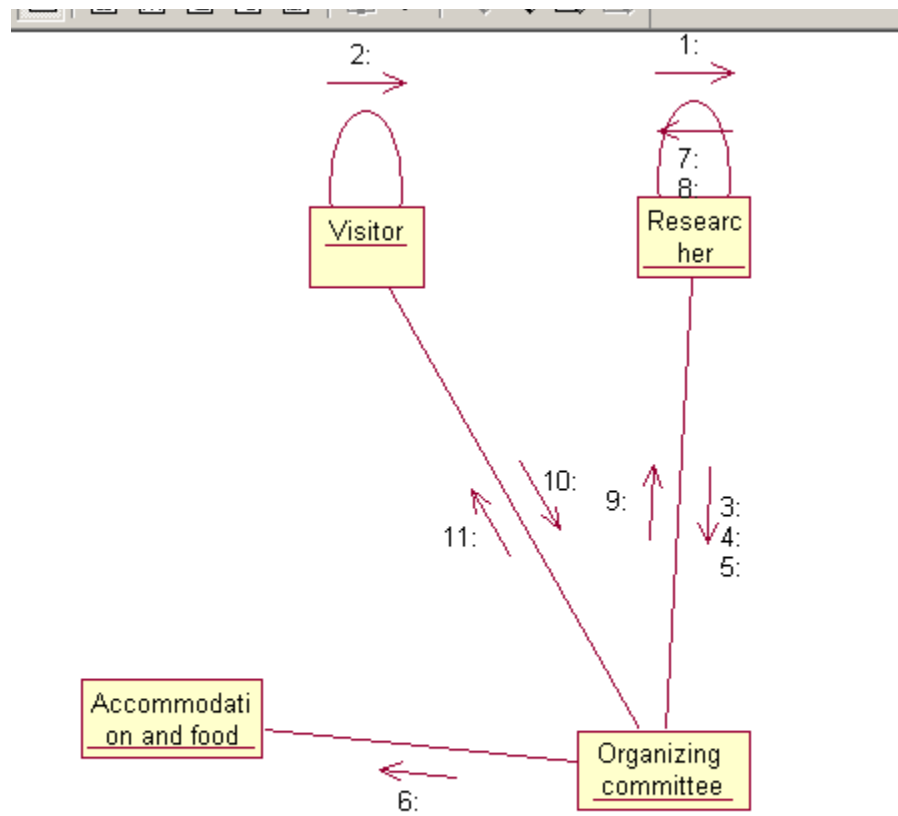 2:
1:
7:
8:
Visitor
Researc
her
10:
9:
3:
11:
4:
5:
Accommodati
on and food
Organizing
committee
6: